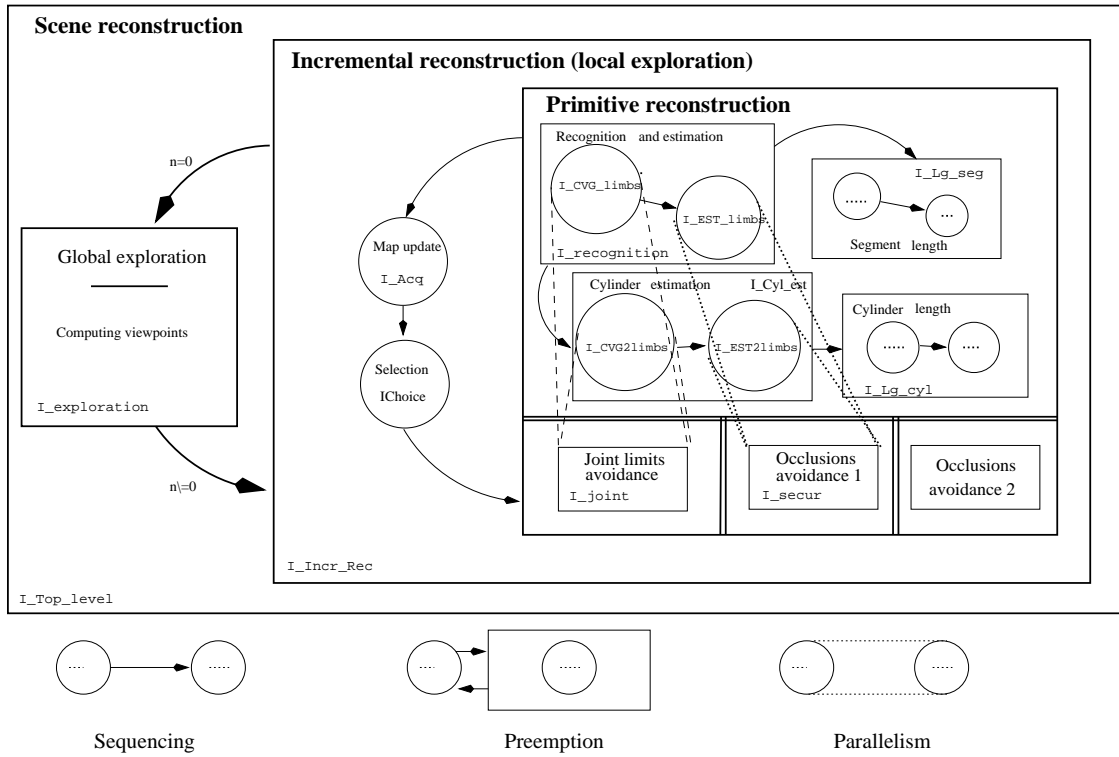 Scene reconstruction
Incremental reconstruction (local exploration)
Primitive reconstruction
Recognition and estimation
I_CVG_limbs
I_EST_limbs
I_recognition
I_Lg_seg
.....
...
Segment length
n=0
Global exploration
Computing viewpoints
I_exploration
n\=0
Map update
I_Acq
Selection
IChoice
Cylinder estimation I_Cyl_est
I_CVG2limbs
I_EST2limbs
Cylinder length
.....
....
I_Lg_cyl
Joint limits
avoidance
I_joint
Occlusions
avoidance 1
I_secur
Occlusions
avoidance 2
I_Incr_Rec
I_Top_level
....
.....
....
.....
....
.....
Sequencing
Preemption
Parallelism